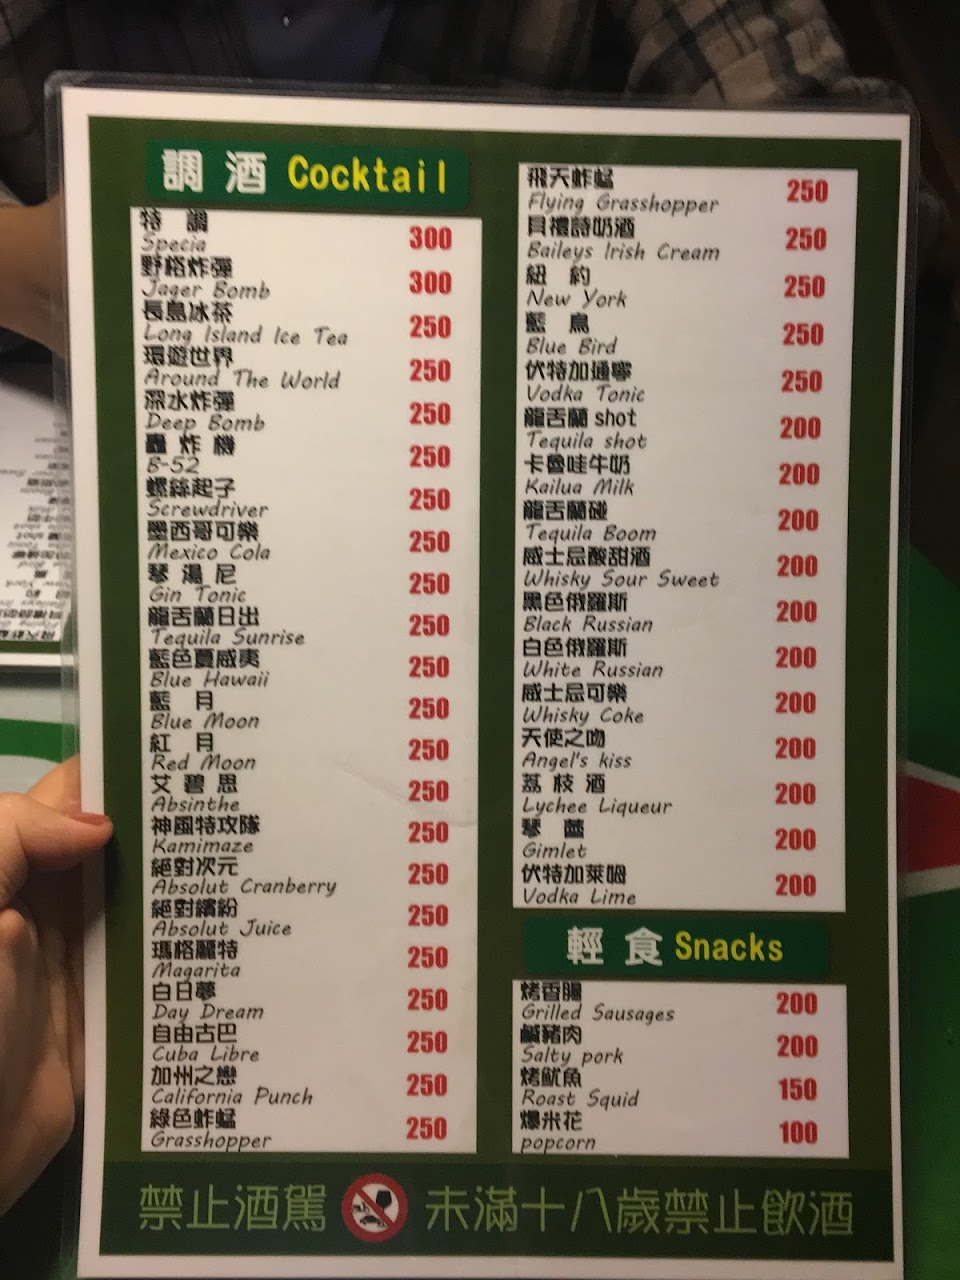 調 酒 Cocktail
特 調
Specia 300
野格炸彈
Jager Bomb 300
長島冰茶
Long Island Ice Tea 250
環遊世界
Around The World 250
深水炸彈
Deep Bomb 250
轟 炸 機
B-52 250
螺絲起子
Screwdriver 250
墨西哥可樂
Mexico Cola 250
琴 湯 尼
Gin Tonic 250
龍舌蘭日出
Tequila Sunrise 250
藍色夏威夷
Blue Hawaii 250
藍 月
Blue Moon 250
紅 月
Red Moon 250
艾 碧 思
Absinthe 250
神風特攻隊
Kamimaze 250
絕對次元
Absolut Cranberry 250
絕對繽紛
Absolut Juice 250
瑪格麗特
Magarita 250
白日夢
Day Dream 250
自由古巴
Cuba Libre 250
加州之戀
California Punch 250
綠色蚱蜢
Grasshopper 250
飛天蚱蜢
Flying Grasshopper 250
貝禮詩奶酒
Baileys Irish Cream 250
紐 約
New York 250
藍 鳥
Blue Bird 250
伏特加通寧
Vodka Tonic 250
龍舌蘭 shot
Tequila shot 200
卡魯哇牛奶
Kailua Milk 200
龍舌蘭碰
Tequila Boom 200
威士忌酸甜酒
Whisky Sour Sweet 200
黑色俄羅斯
Black Russian 200
白色俄羅斯
White Russian 200
威士忌可樂
Whisky Coke 200
天使之吻
Angel's kiss 200
荔 枝 酒
Lychee Liqueur 200
琴 蕾
Gimlet 200
伏特加萊姆
Vodka Lime 200
輕 食 Snacks
烤香腸
Grilled Sausages 200
鹹豬肉
Salty pork 200
烤魷魚
Roast Squid 150
爆米花
popcorn 100
禁止酒駕 未滿十八歲禁止飲酒